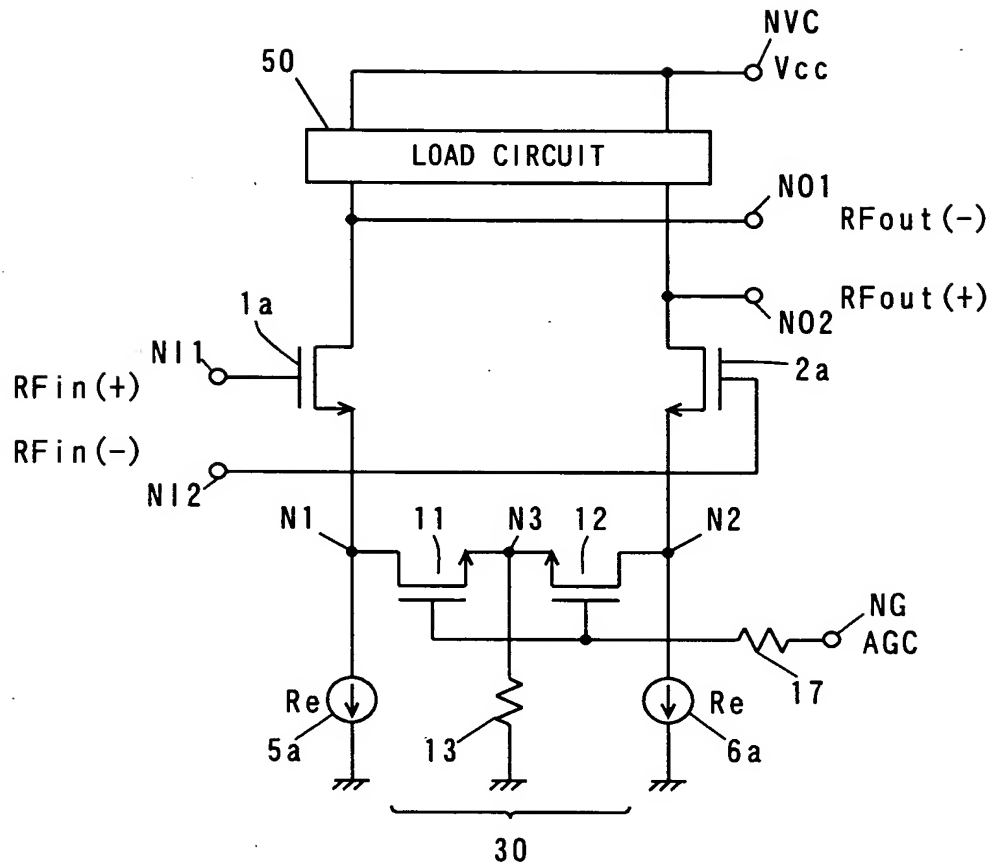 NVC
50
Vcc
LOAD CIRCUIT
NO1
RFout(-)
1a
RFout(+)
NI1
NO2
2a
RFin(+)
RFin(-)
NI2
N1
11
N3
12
N2
NG
AGC
17
Re
Re
5a
13
6a
30